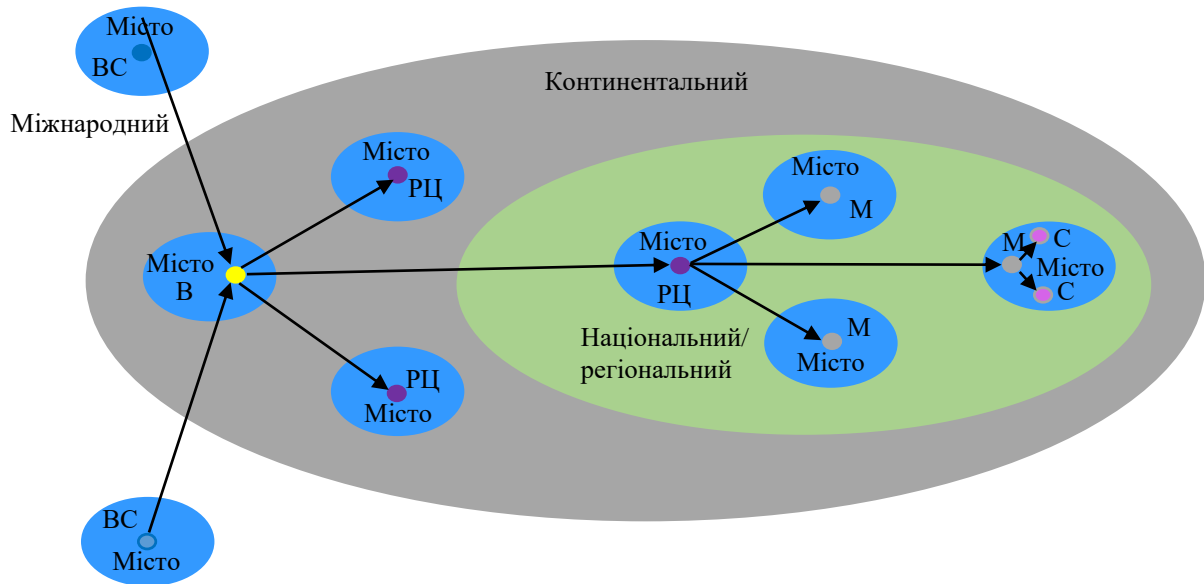 Місто
ВС
Міжнародний
Континентальний
Місто
РЦ
Місто
М
Місто
В
Місто
РЦ
М
С
Місто
С
Національний/
регіональний
М
Місто
РЦ
Місто
ВС
Місто